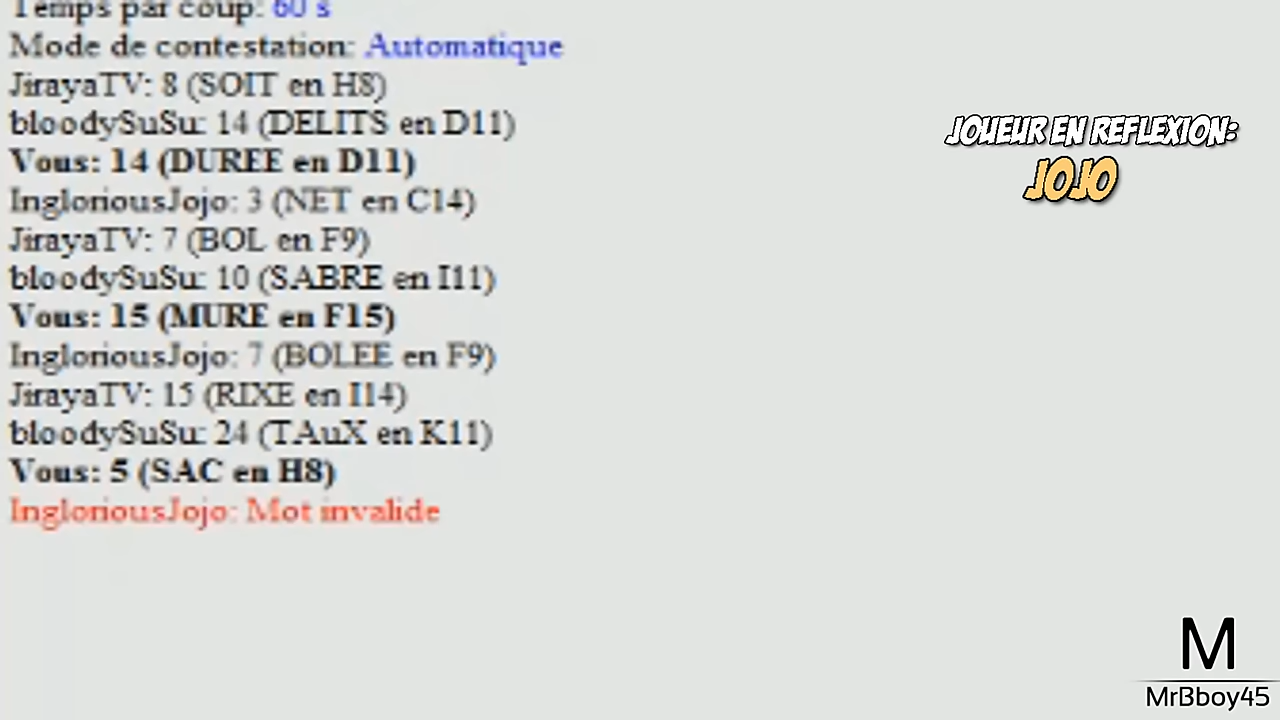 Temps par coup: 60 s
Mode de contestation: Automatique
JirayaTV: 8 (SOIT en H8)
bloodySuSu: 14 (DELITS en D11)
Vous: 14 (DUREE en D11)
IngloriousJojo: 3 (NET en C14)
JirayaTV: 7 (BOL en F9)
bloodySuSu: 10 (SABRE en I11)
Vous: 15 (MURE en F15)
IngloriousJojo: 7 (BOLEE en F9)
JirayaTV: 15 (RIXE en I14)
bloodySuSu: 24 (TAuX en K11)
Vous: 5 (SAC en H8)
IngloriousJojo: Mot invalide
JOUEUR EN REFLEXION:
JOJO
M
MrBboy45